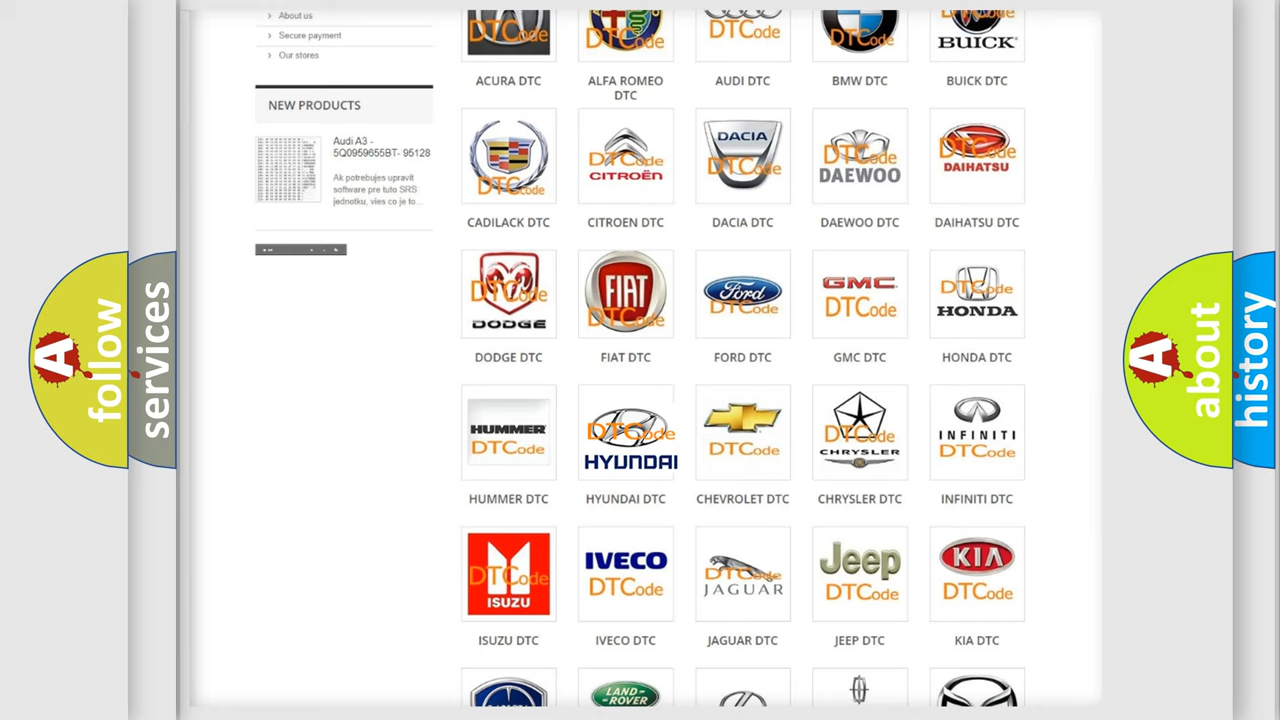 About us
Secure payment
Our stores
NEW PRODUCTS
Audi A3 -
5Q0959655BT- 95128
Ak potrebujes upravit
software pre tuto SRS
jednotku, vies co je to...
DTCode
DTCode
DTCode
DTCode
BUICK
ACURA DTC
ALFA ROMEO
DTC
AUDI DTC
BMW DTC
BUICK DTC
DTCode
DTCode
CITROËN
DACIA
DTCode
DTCode
DAEWOO
DTCode
DAIHATSU
CADILACK DTC
CITROEN DTC
DACIA DTC
DAEWOO DTC
DAIHATSU DTC
DTCode
DODGE
FIAT
DTCode
Ford
DTCode
GMC
DTCode
DTCode
HONDA
DODGE DTC
FIAT DTC
FORD DTC
GMC DTC
HONDA DTC
HUMMER
DTCode
DTCode
HYUNDAI
DTCode
DTCode
CHRYSLER
INFINITI
DTCode
HUMMER DTC
HYUNDAI DTC
CHEVROLET DTC
CHRYSLER DTC
INFINITI DTC
DTCode
ISUZU
IVECO
DTCode
DTCode
JAGUAR
Jeep
DTCode
KIA
DTCode
ISUZU DTC
IVECO DTC
JAGUAR DTC
JEEP DTC
KIA DTC
LAND-
ROVER
A follow
services
A about
history